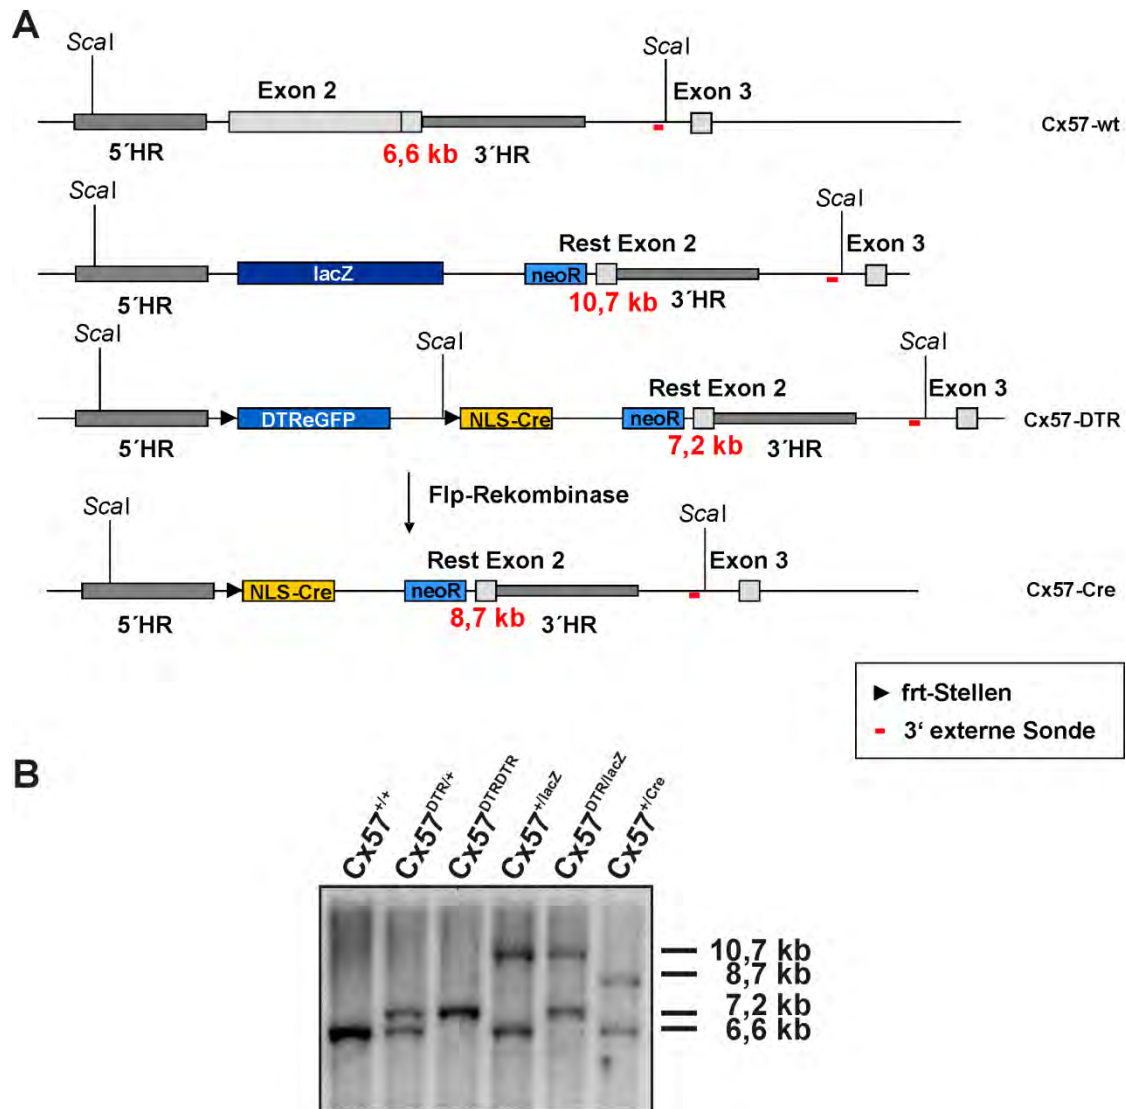 A
ScaI ScaI
Exon 2 Exon 3
Cx57-wt
5´HR 6,6 kb 3´HR
ScaI ScaI
Rest Exon 2 Exon 3
lacZ neoR
5´HR 10,7 kb 3´HR
ScaI ScaI ScaI
Rest Exon 2 Exon 3
DTReGFP NLS-Cre neoR Cx57-DTR
5´HR 7,2 kb 3´HR
Flp-Rekombinase
ScaI ScaI
Rest Exon 2 Exon 3
NLS-Cre neoR Cx57-Cre
5´HR 8,7 kb 3´HR
frt-Stellen
3‘ externe Sonde
B
Cx57+/+ Cx57DTR/+ Cx57DTRDTR Cx57+/lacZ Cx57DTR/lacZ Cx57+/Cre
10,7 kb
8,7 kb
7,2 kb
6,6 kb